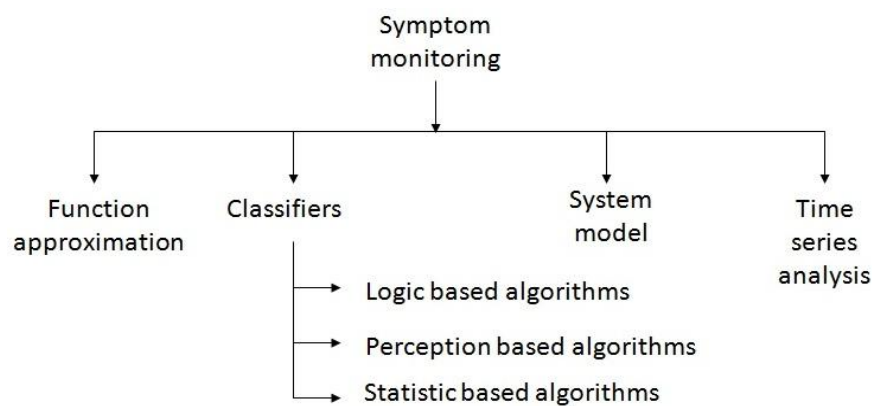 Symptom
monitoring
Function
approximation
Classifiers
System
model
Time
series
analysis
Logic based algorithms
Perception based algorithms
Statistic based algorithms